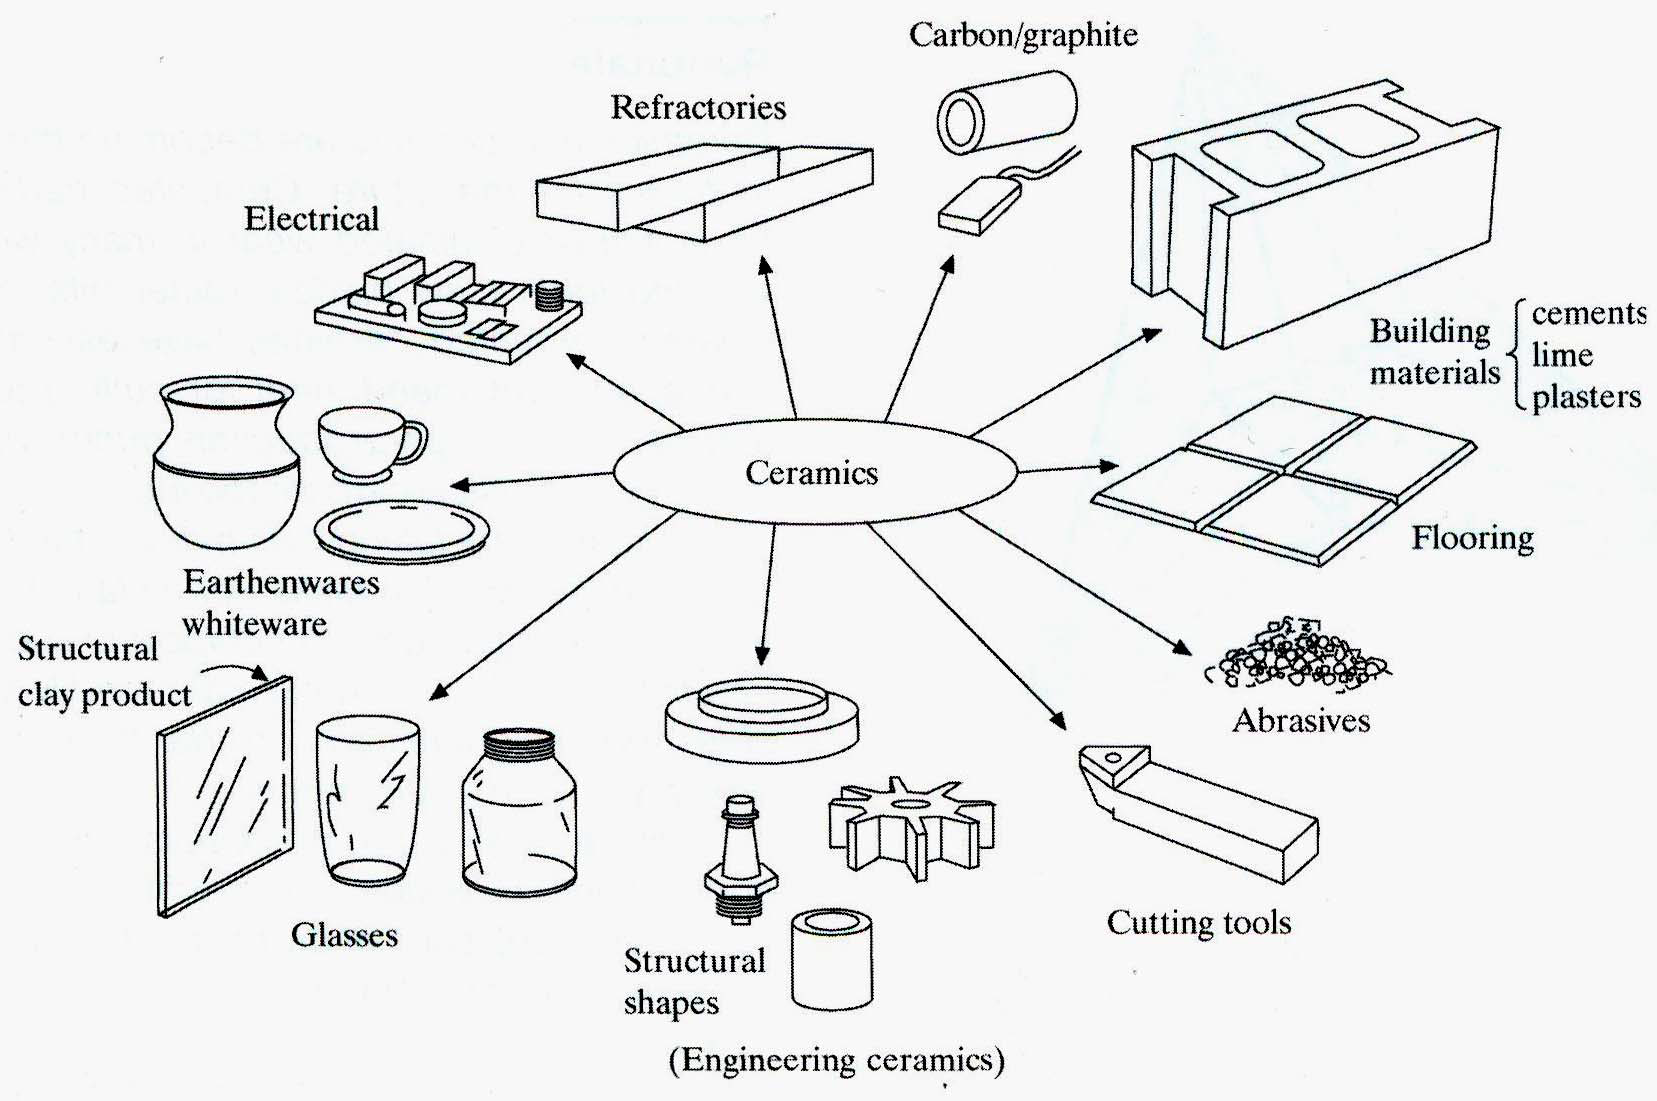 Carbon/graphite
Refractories
Electrical
Building
materials
cements
lime
plasters
Ceramics
Flooring
Earthenwares
whiteware
Structural
clay product
Abrasives
Glasses
Cutting tools
Structural
shapes
(Engineering ceramics)